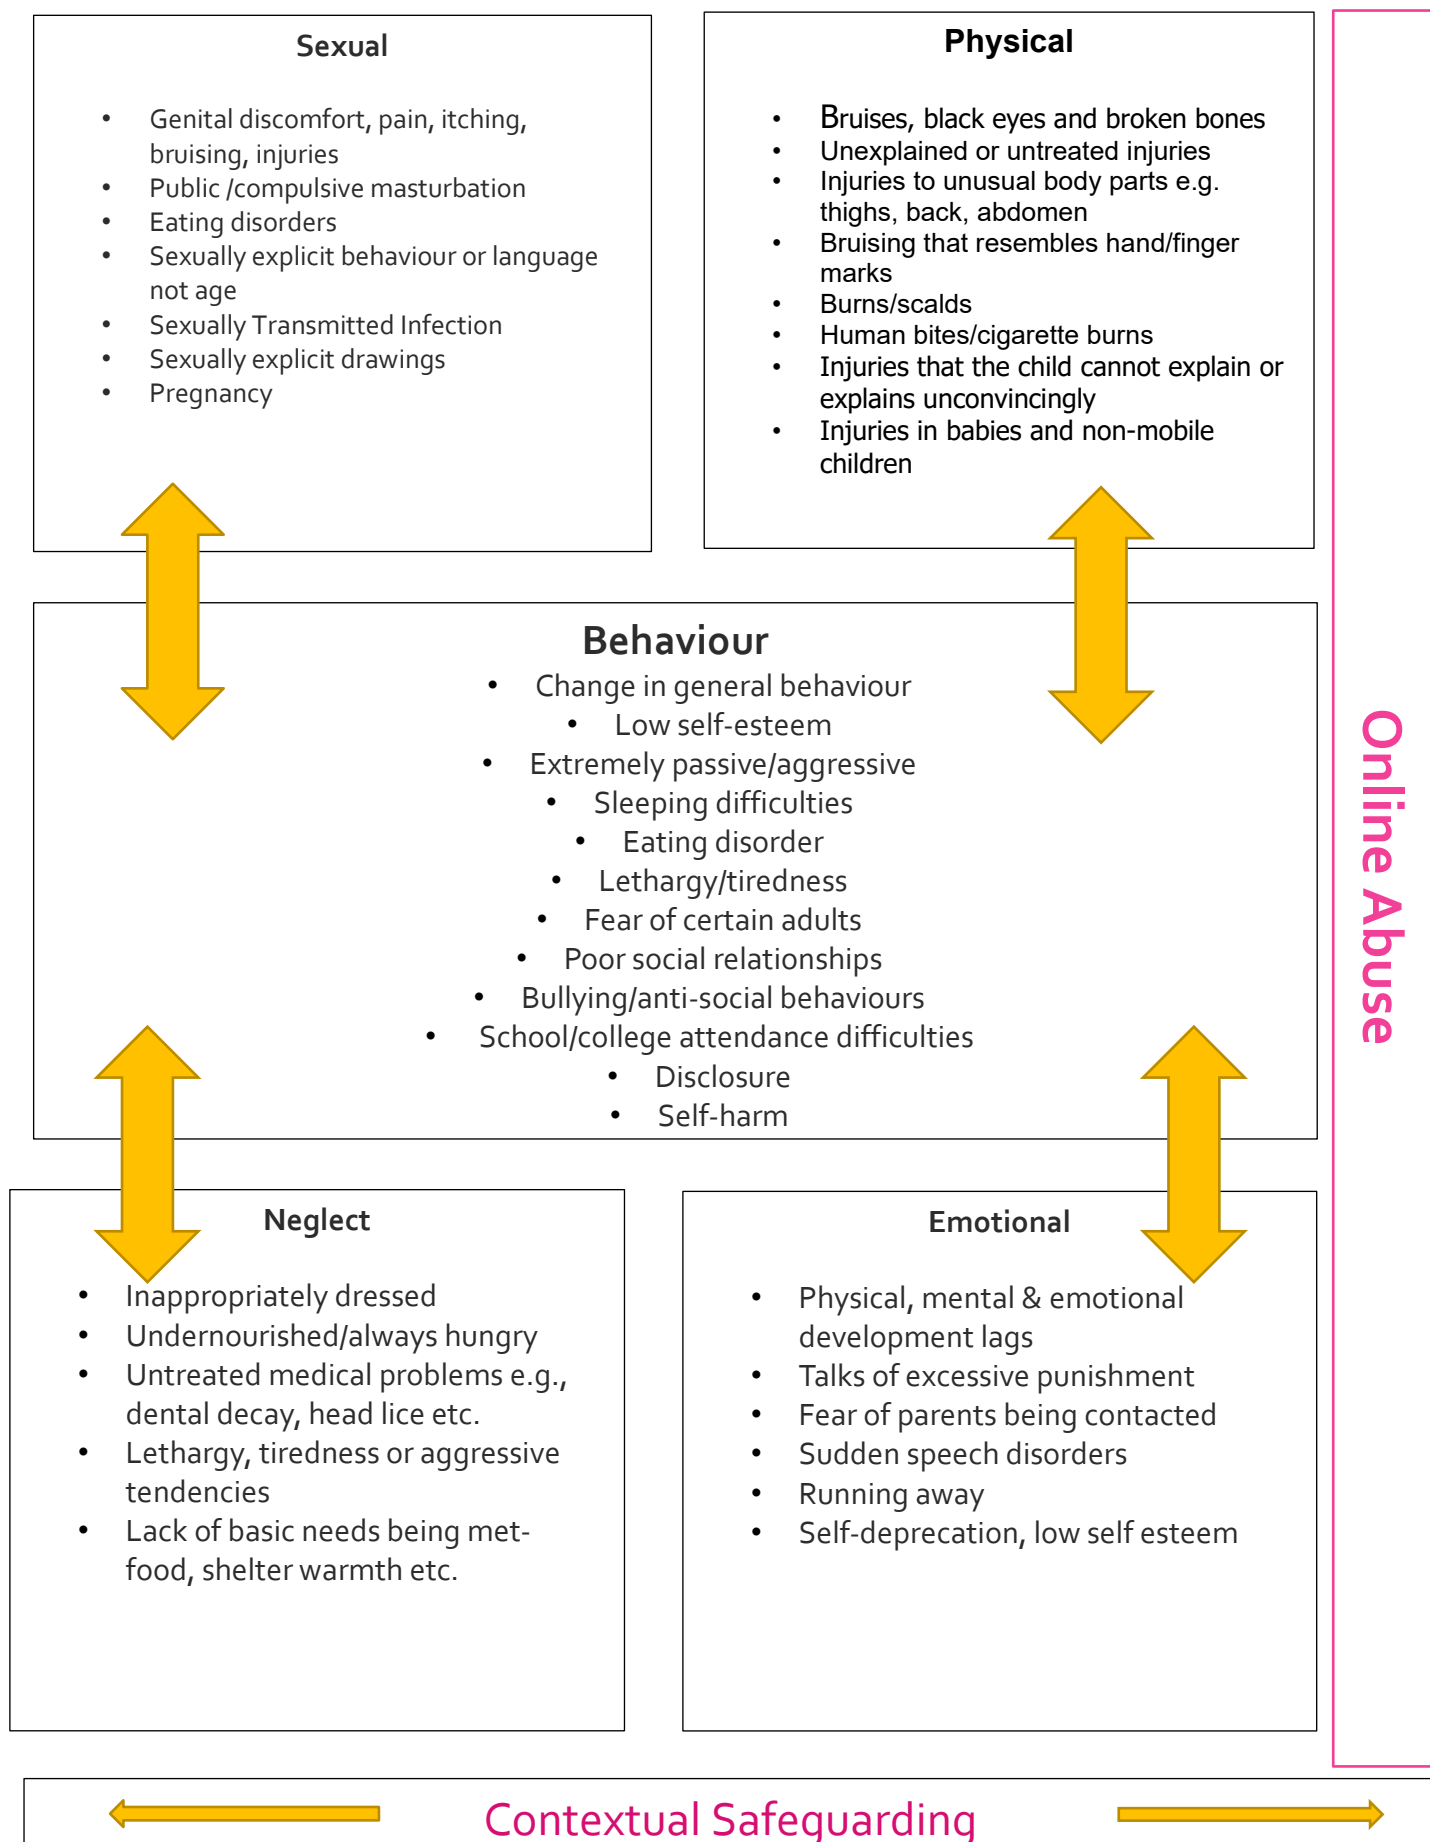 Sexual
• Genital discomfort, pain, itching,
bruising, injuries
• Public /compulsive masturbation
• Eating disorders
• Sexually explicit behaviour or language
not age
• Sexually Transmitted Infection
• Sexually explicit drawings
• Pregnancy
Physical
• Bruises, black eyes and broken bones
• Unexplained or untreated injuries
• Injuries to unusual body parts e.g.
thighs, back, abdomen
• Bruising that resembles hand/finger
marks
• Burns/scalds
• Human bites/cigarette burns
• Injuries that the child cannot explain or
explains unconvincingly
• Injuries in babies and non-mobile
children
Behaviour
• Change in general behaviour
• Low self-esteem
• Extremely passive/aggressive
• Sleeping difficulties
• Eating disorder
• Lethargy/tiredness
• Fear of certain adults
• Poor social relationships
• Bullying/anti-social behaviours
• School/college attendance difficulties
• Disclosure
• Self-harm
Neglect
• Inappropriately dressed
• Undernourished/always hungry
• Untreated medical problems e.g.,
dental decay, head lice etc.
• Lethargy, tiredness or aggressive
tendencies
• Lack of basic needs being met-
food, shelter warmth etc.
Emotional
• Physical, mental & emotional
development lags
• Talks of excessive punishment
• Fear of parents being contacted
• Sudden speech disorders
• Running away
• Self-deprecation, low self esteem
Online Abuse
Contextual Safeguarding